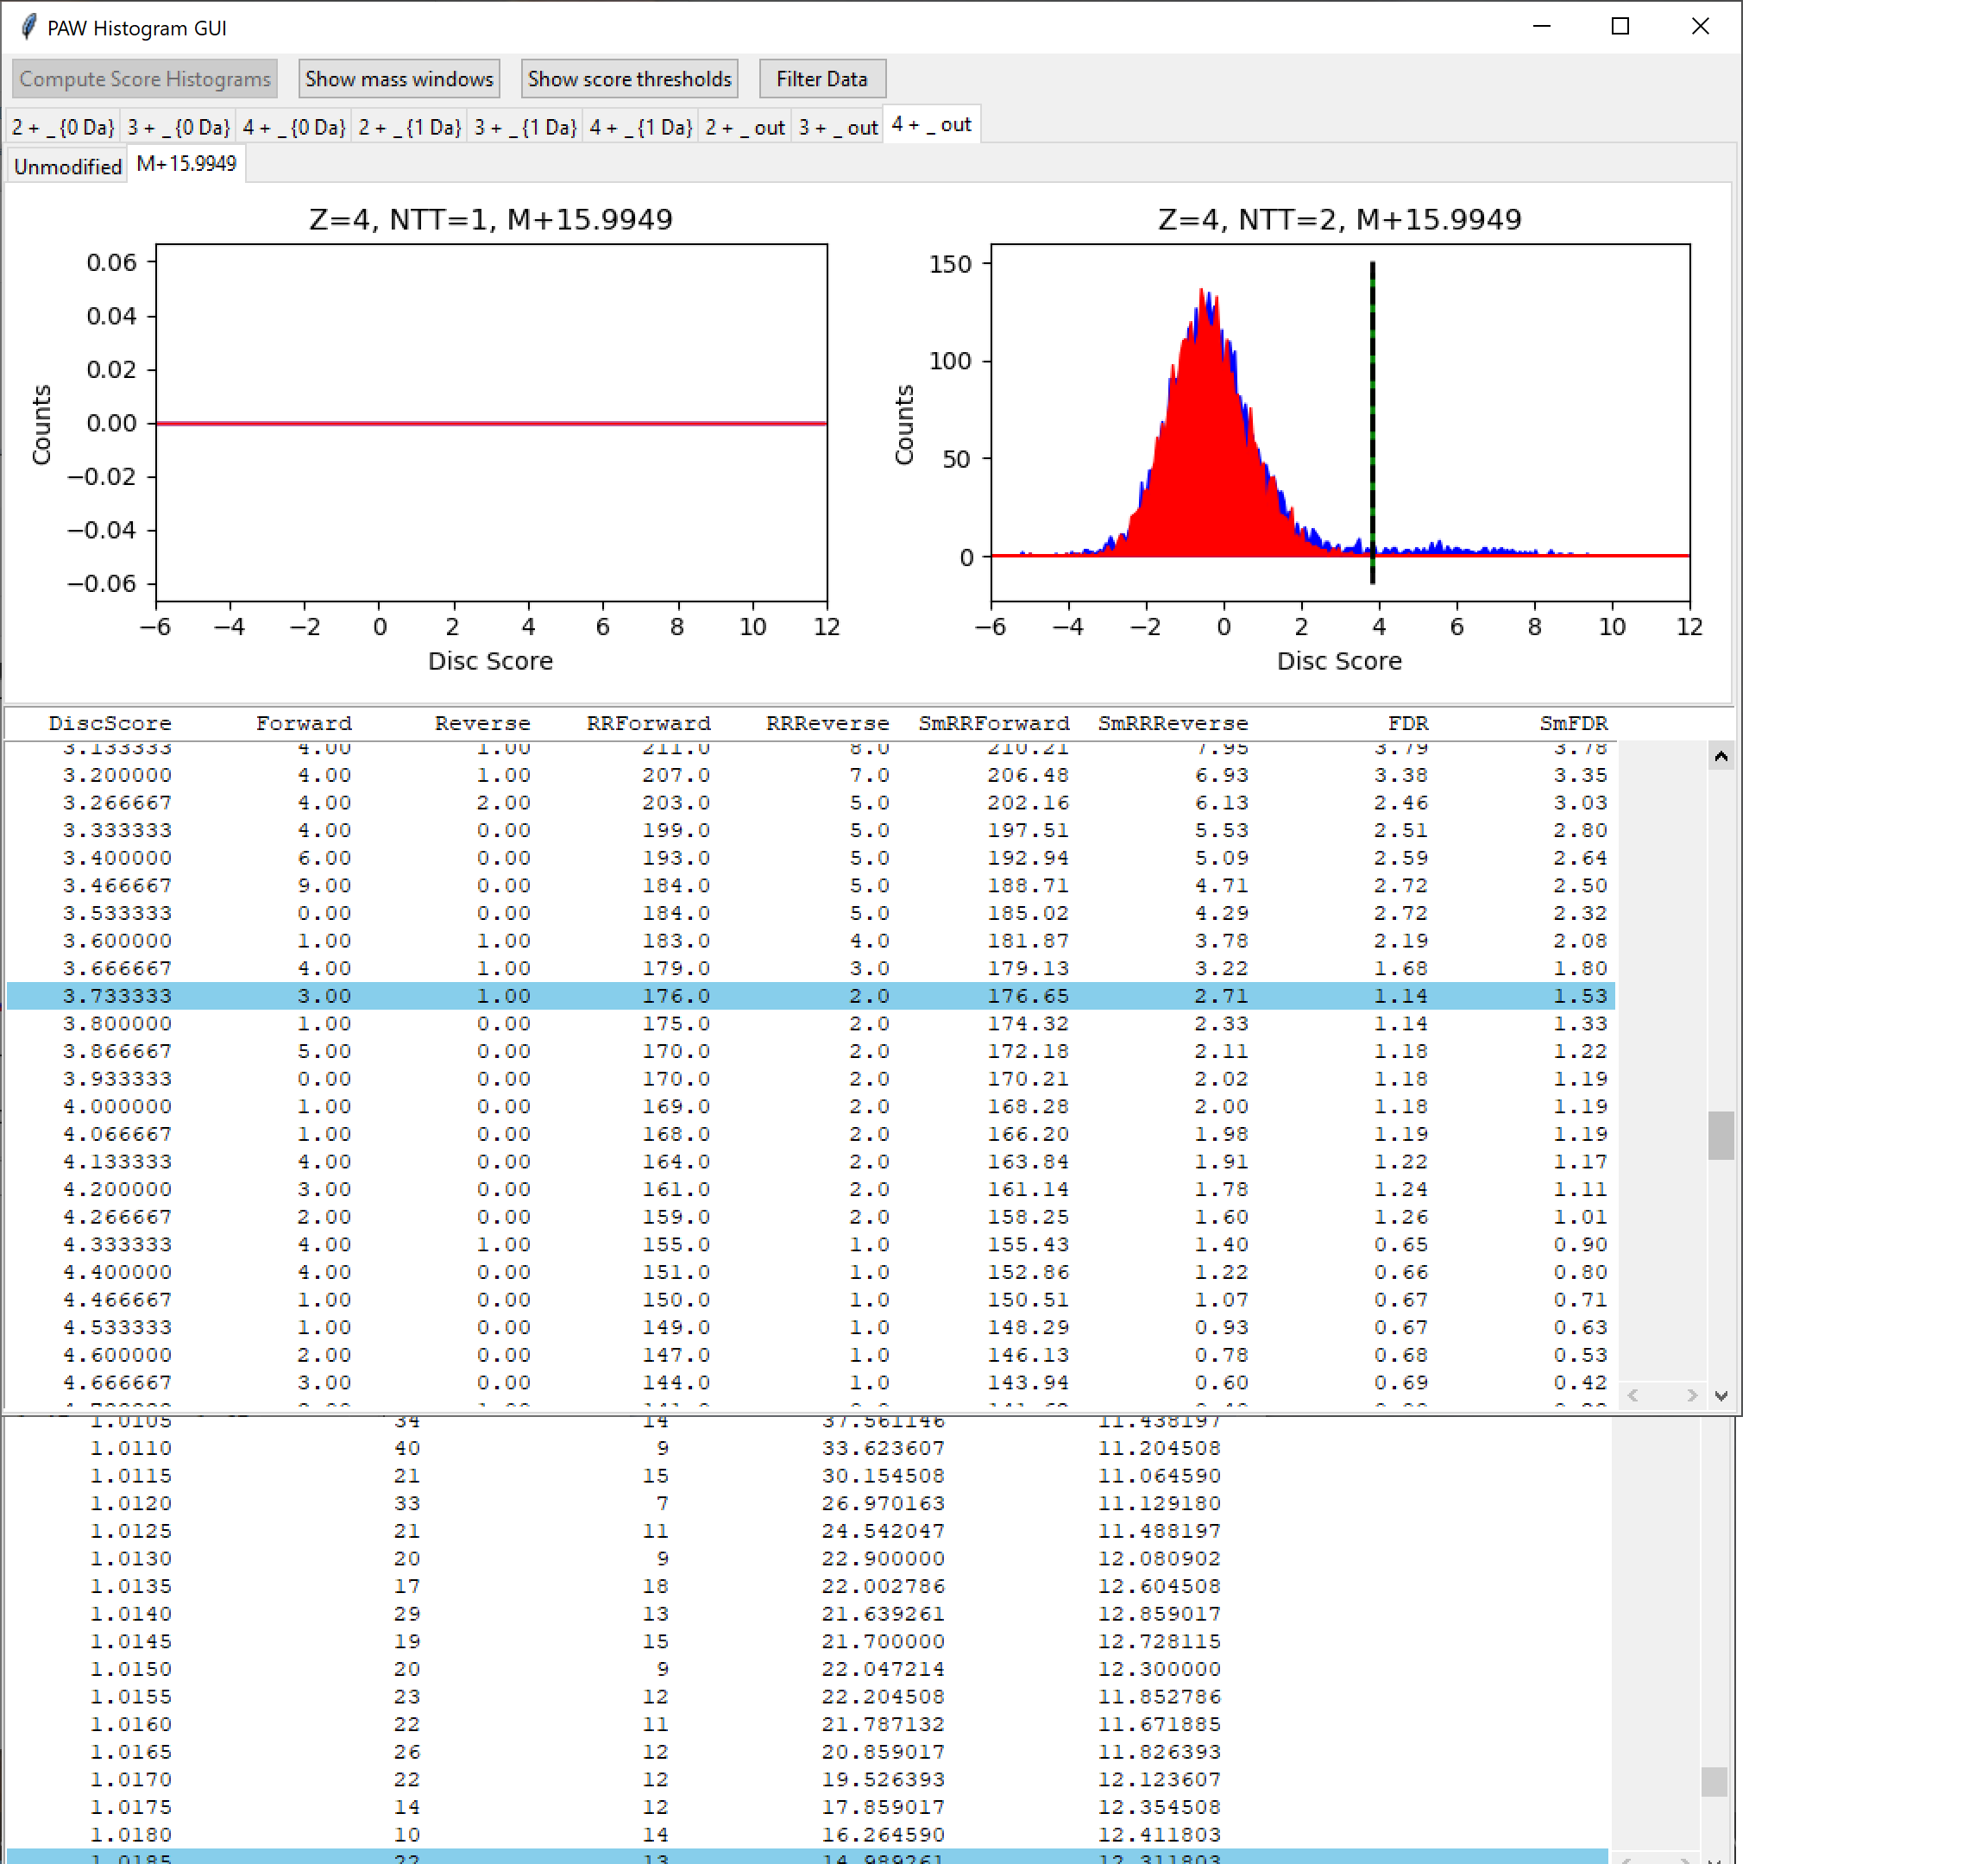 PAW Histogram GUI
Compute Score Histograms Show mass windows Show score thresholds Filter Data
2 + _ {0 Da} 3 + _ {0 Da} 4 + _ {0 Da} 2 + _ {1 Da} 3 + _ {1 Da} 4 + _ {1 Da} 2 + _ out 3 + _ out 4 + _ out
Unmodified M+15.9949
Z=4, NTT=1, M+15.9949
0.06
0.04
0.02
0.00
−0.02
−0.04
−0.06
Counts
−6 −4 −2 0 2 4 6 8 10 12
Disc Score
Z=4, NTT=2, M+15.9949
150
100
50
0
Counts
−6 −4 −2 0 2 4 6 8 10 12
Disc Score
DiscScore Forward Reverse RRForward RRReverse SmRRForward SmRRReverse FDR SmFDR
3.133333 4.00 1.00 211.0 8.0 210.21 7.95 3.79 3.78
3.200000 4.00 1.00 207.0 7.0 206.48 6.93 3.38 3.35
3.266667 4.00 2.00 203.0 5.0 202.16 6.13 2.46 3.03
3.333333 4.00 0.00 199.0 5.0 197.51 5.53 2.51 2.80
3.400000 6.00 0.00 193.0 5.0 192.94 5.09 2.59 2.64
3.466667 9.00 0.00 184.0 5.0 188.71 4.71 2.72 2.50
3.533333 0.00 0.00 184.0 5.0 185.02 4.29 2.72 2.32
3.600000 1.00 1.00 183.0 4.0 181.87 3.78 2.19 2.08
3.666667 4.00 1.00 179.0 3.0 179.13 3.22 1.68 1.80
3.733333 3.00 1.00 176.0 2.0 176.65 2.71 1.14 1.53
3.800000 1.00 0.00 175.0 2.0 174.32 2.33 1.14 1.33
3.866667 5.00 0.00 170.0 2.0 172.18 2.11 1.18 1.22
3.933333 0.00 0.00 170.0 2.0 170.21 2.02 1.18 1.19
4.000000 1.00 0.00 169.0 2.0 168.28 2.00 1.18 1.19
4.066667 1.00 0.00 168.0 2.0 166.20 1.98 1.19 1.19
4.133333 4.00 0.00 164.0 2.0 163.84 1.91 1.22 1.17
4.200000 3.00 0.00 161.0 2.0 161.14 1.78 1.24 1.11
4.266667 2.00 0.00 159.0 2.0 158.25 1.60 1.26 1.01
4.333333 4.00 1.00 155.0 1.0 155.43 1.40 0.65 0.90
4.400000 4.00 0.00 151.0 1.0 152.86 1.22 0.66 0.80
4.466667 1.00 0.00 150.0 1.0 150.51 1.07 0.67 0.71
4.533333 1.00 0.00 149.0 1.0 148.29 0.93 0.67 0.63
4.600000 2.00 0.00 147.0 1.0 146.13 0.78 0.68 0.53
4.666667 3.00 0.00 144.0 1.0 143.94 0.60 0.69 0.42
1.0105 34 14 37.561146 11.438197
1.0110 40 9 33.623607 11.204508
1.0115 21 15 30.154508 11.064590
1.0120 33 7 26.970163 11.129180
1.0125 21 11 24.542047 11.488197
1.0130 20 9 22.900000 12.080902
1.0135 17 18 22.002786 12.604508
1.0140 29 13 21.639261 12.859017
1.0145 19 15 21.700000 12.728115
1.0150 20 9 22.047214 12.300000
1.0155 23 12 22.204508 11.852786
1.0160 22 11 21.787132 11.671885
1.0165 26 12 20.859017 11.826393
1.0170 22 12 19.526393 12.123607
1.0175 14 12 17.859017 12.354508
1.0180 10 14 16.264590 12.411803
1.0185 22 13 14.989261 12.311803